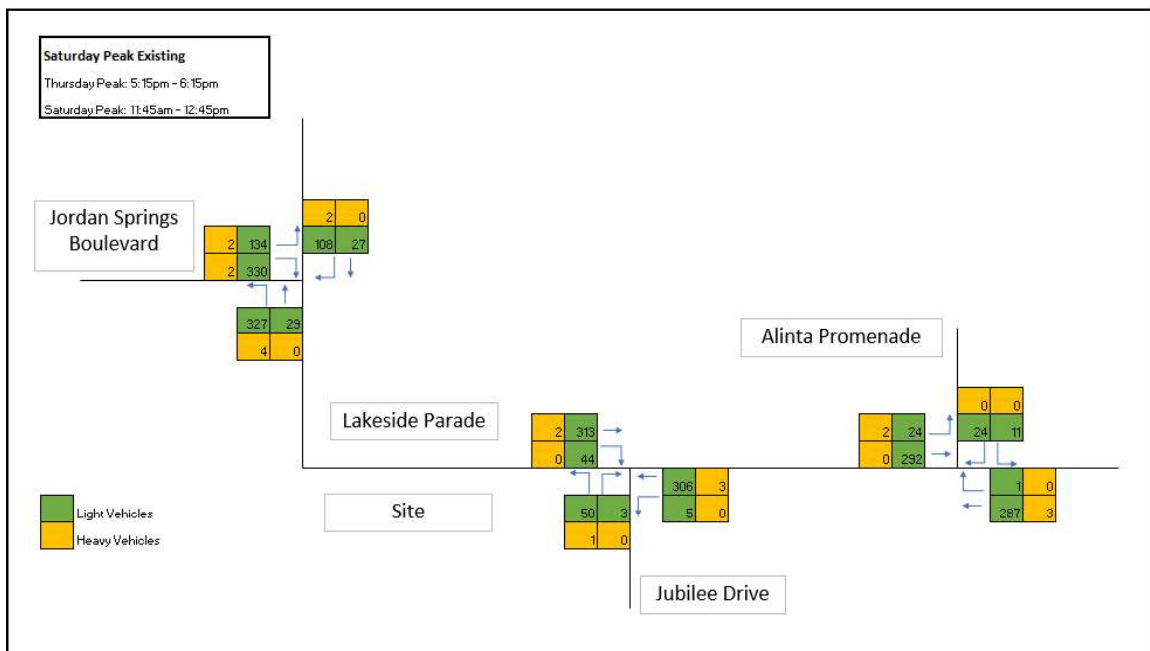 Saturday Peak Existing
Thursday Peak: 5:15pm - 6:15pm
Saturday Peak: 11:45am - 12:45pm
Jordan Springs
Boulevard
2 0
108 27
2 134
2 330
327 29
4 0
Alinta Promenade
Lakeside Parade
0 0
24 11
2 313
0 44
2 24
0 292
306 3
5 0
1 0
287 3
50 3
1 0
Site
Light Vehicles
Heavy Vehicles
Jubilee Drive